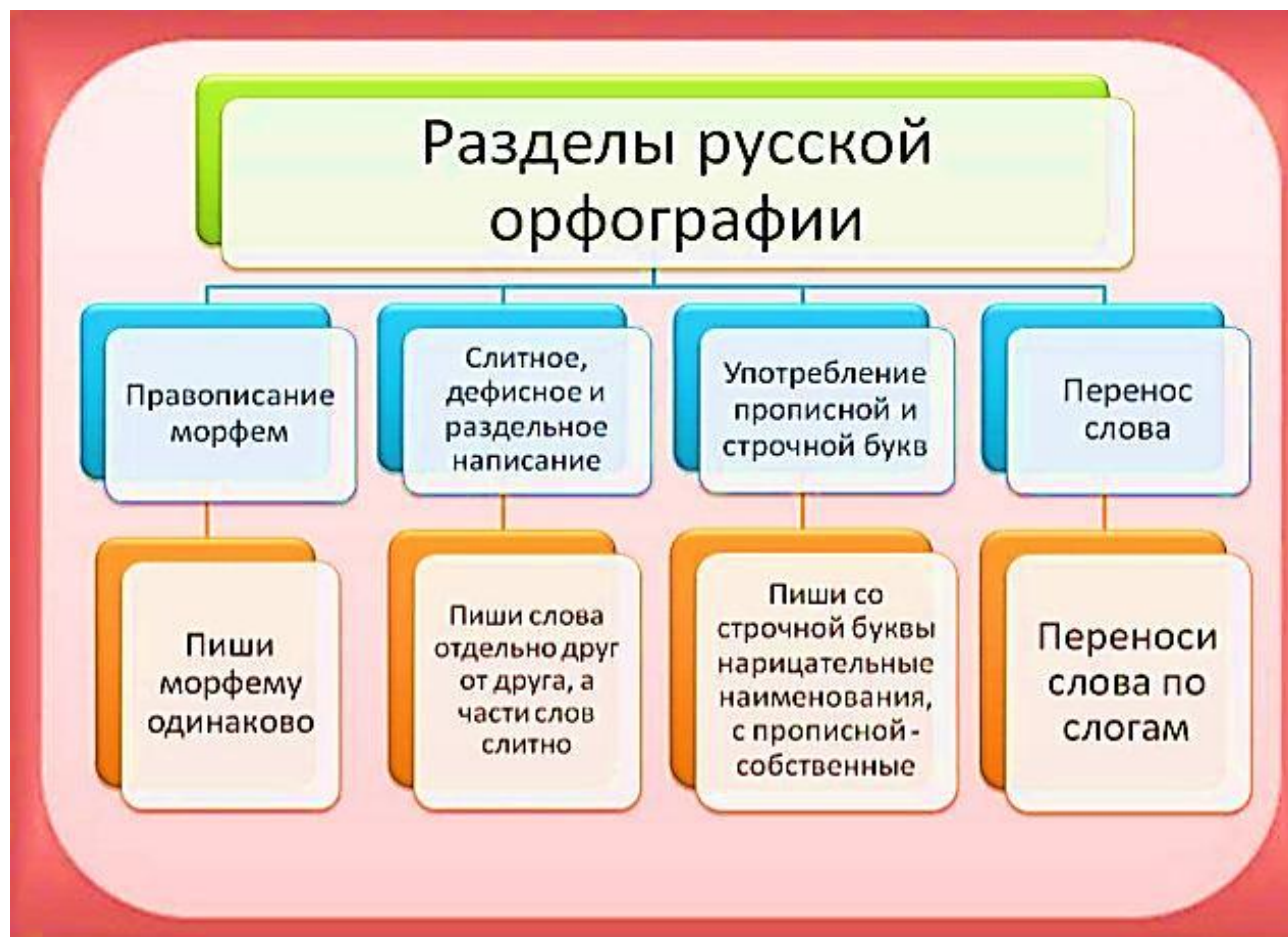 Разделы русской
орфографии
Правописание
морфем
Слитное,
дефисное и
раздельное
написание
Употребление
прописной и
строчной букв
Перенос
слова
Пиши
морфему
одинаково
Пиши слова
отдельно друг
от друга, а
части слов
слитно
Пиши со
строчной буквы
нарицательные
наименования,
с прописной -
собственные
Переноси
слова по
слогам